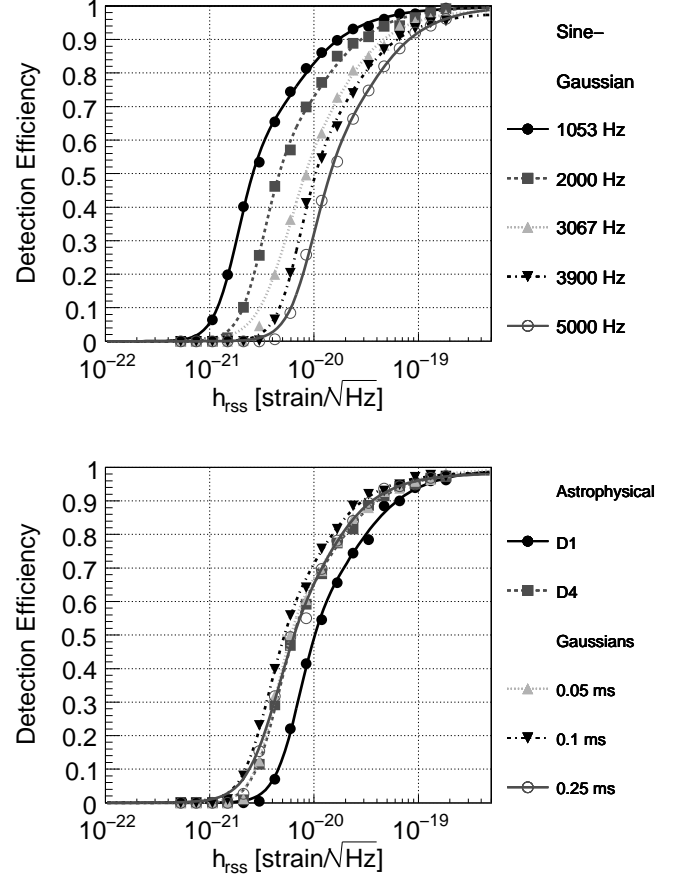 1
0.9
0.8
0.7
0.6
0.5
0.4
0.3
0.2
0.1
0
Detection Efficiency
10⁻²² 10⁻²¹ 10⁻²⁰ 10⁻¹⁹
h_rss [strain/√Hz]
Sine–
Gaussian
1053 Hz
2000 Hz
3067 Hz
3900 Hz
5000 Hz
1
0.9
0.8
0.7
0.6
0.5
0.4
0.3
0.2
0.1
0
Detection Efficiency
10⁻²² 10⁻²¹ 10⁻²⁰ 10⁻¹⁹
h_rss [strain/√Hz]
Astrophysical
D1
D4
Gaussians
0.05 ms
0.1 ms
0.25 ms